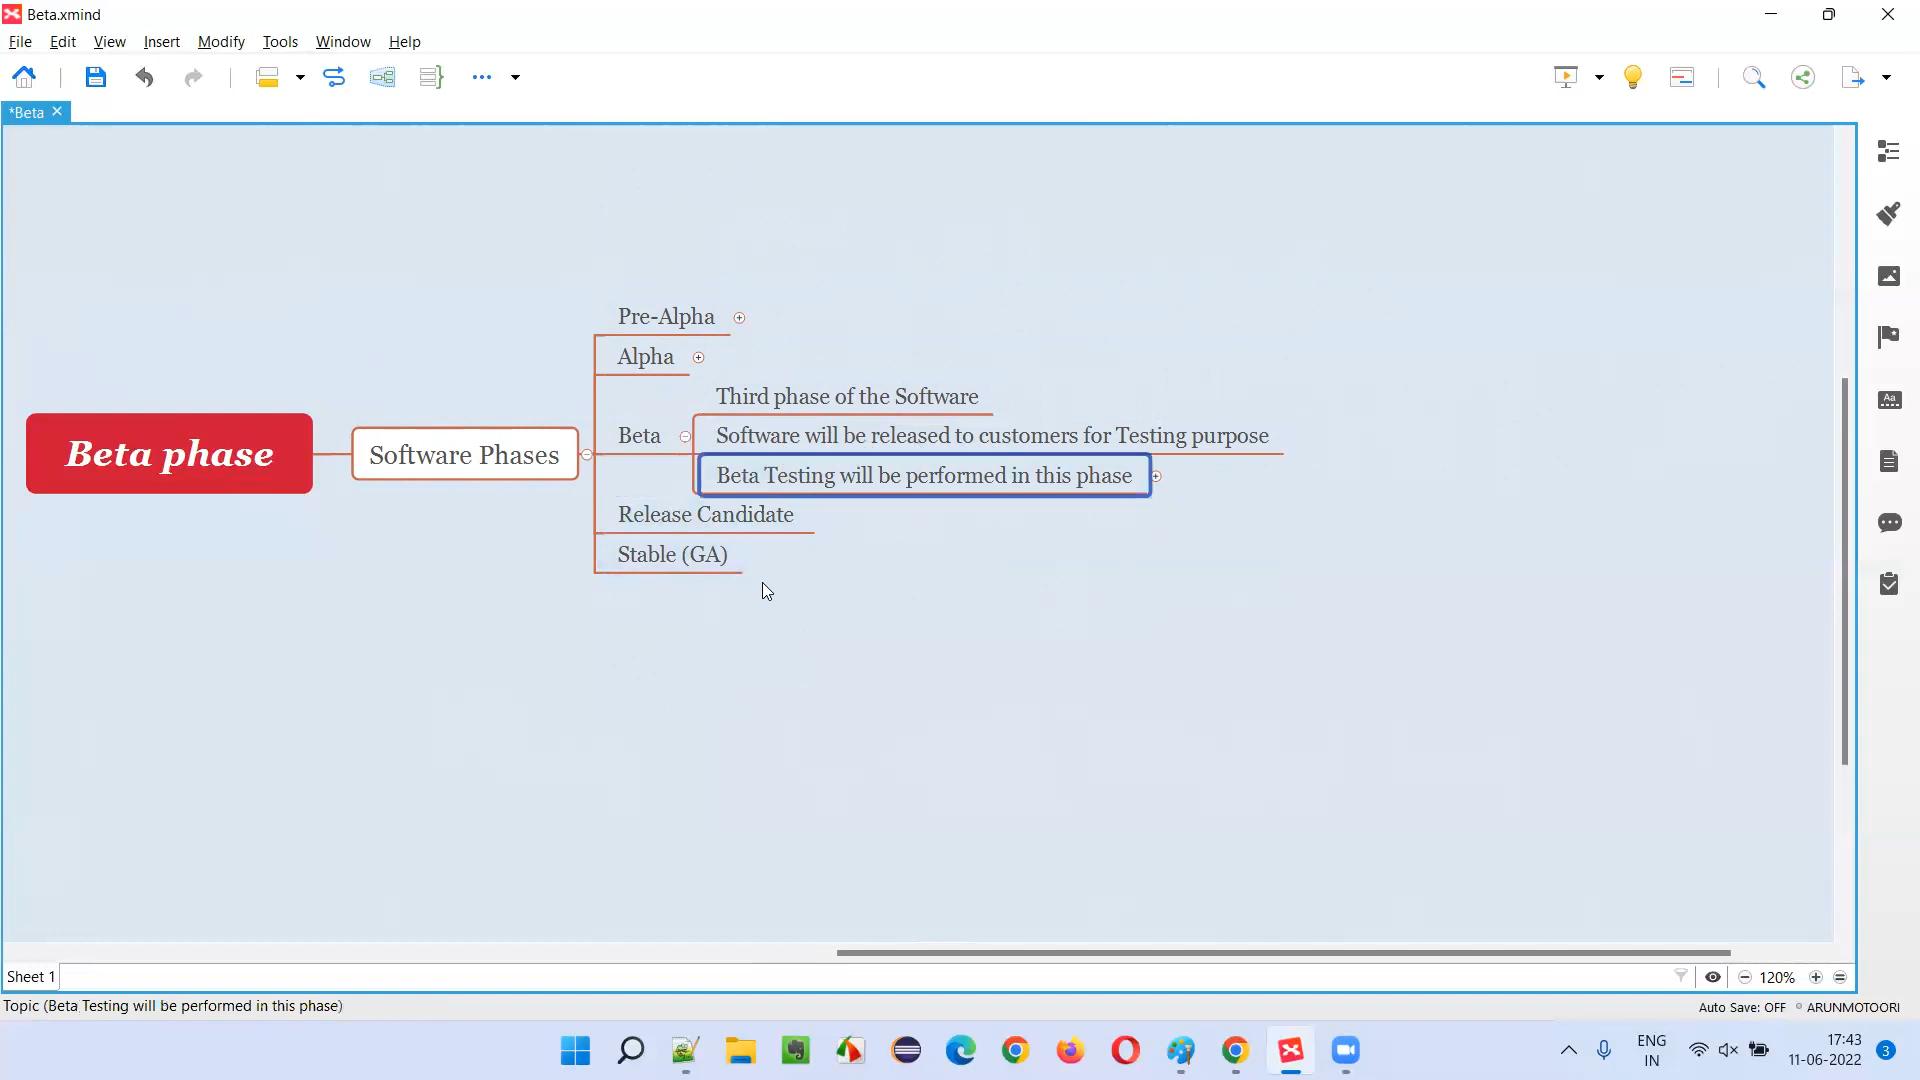 Beta.xmind
File Edit View Insert Modify Tools Window Help
*Beta
Pre-Alpha
Alpha
Third phase of the Software
Beta phase
Software Phases
Beta
Software will be released to customers for Testing purpose
Beta Testing will be performed in this phase
Release Candidate
Stable (GA)
Aa
Sheet 1
120%
Topic (Beta Testing will be performed in this phase)
Auto Save: OFF
ARUNMOTOORI
ENG
IN
17:43
11-06-2022
3